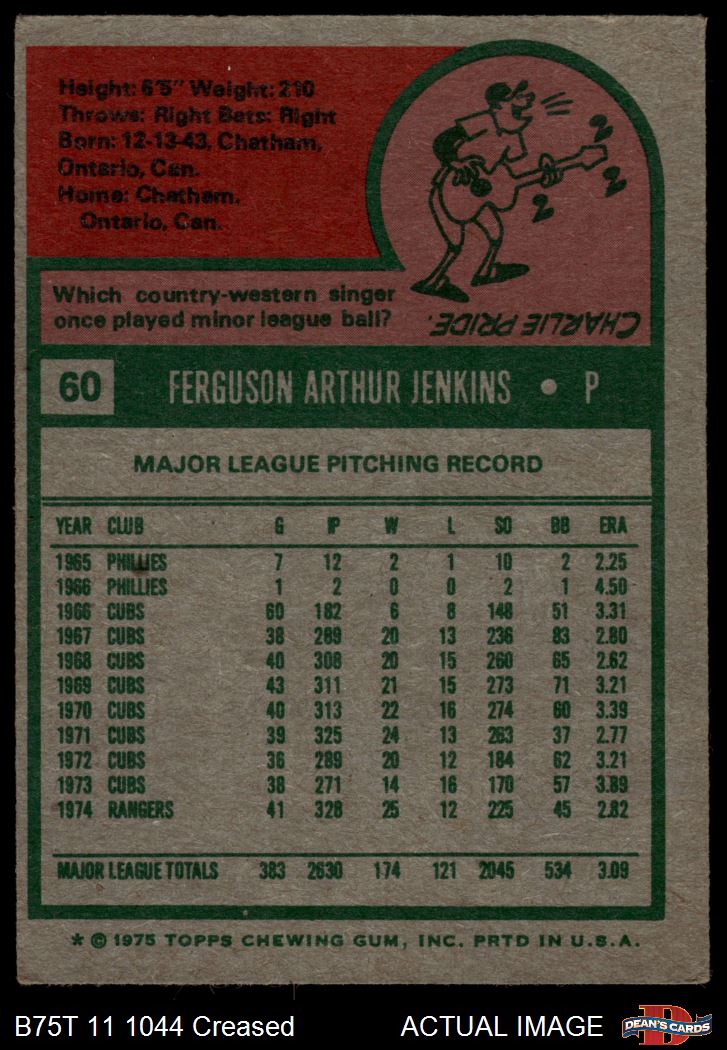 Height: 6'5" Weight: 210
Throws: Right Bats: Right
Born: 12-13-43, Chatham,
Ontario, Can.
Home: Chatham,
Ontario, Can.
Which country-western singer
once played minor league ball?
CHARLIE PRIDE.
60 FERGUSON ARTHUR JENKINS • P
MAJOR LEAGUE PITCHING RECORD
YEAR CLUB G IP W L SO BB ERA
1965 PHILLIES 7 12 2 1 10 2 2.25
1966 PHILLIES 1 2 0 0 2 1 4.50
1966 CUBS 60 182 6 8 148 51 3.31
1967 CUBS 38 289 20 13 236 83 2.80
1968 CUBS 40 308 20 15 260 65 2.62
1969 CUBS 43 311 21 15 273 71 3.21
1970 CUBS 40 313 22 16 274 60 3.39
1971 CUBS 39 325 24 13 263 37 2.77
1972 CUBS 36 289 20 12 184 62 3.21
1973 CUBS 38 271 14 16 170 57 3.89
1974 RANGERS 41 328 25 12 225 45 2.82
MAJOR LEAGUE TOTALS 383 2630 174 121 2045 534 3.09
* © 1975 TOPPS CHEWING GUM, INC. PRTD IN U.S.A.
B75T 11 1044 Creased ACTUAL IMAGE
DEAN'S CARDS